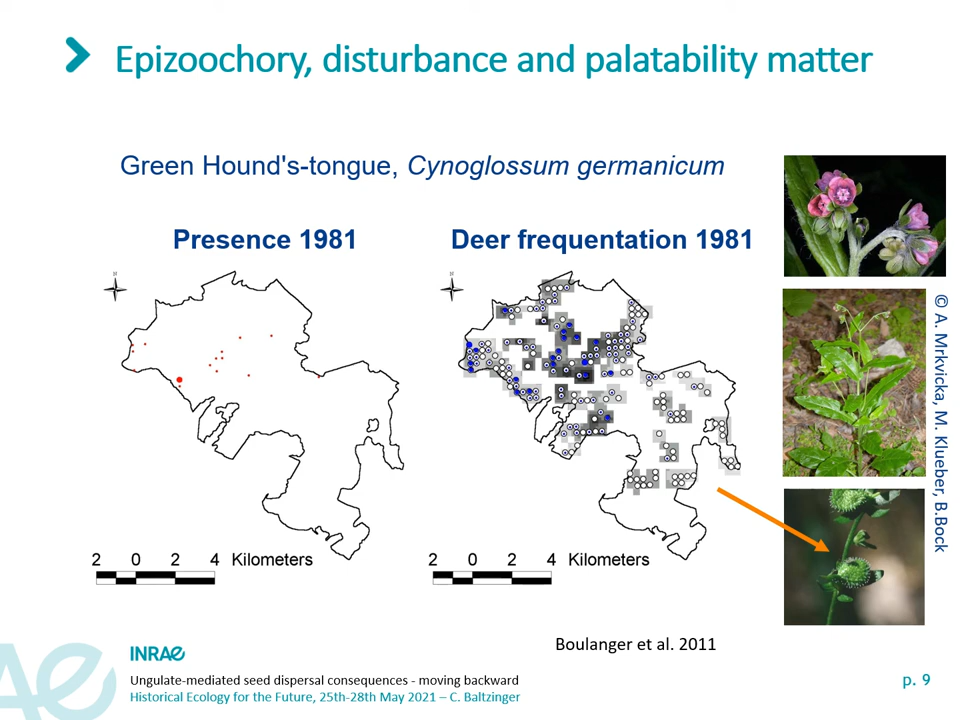 Epizoochory, disturbance and palatability matter
Green Hound's-tongue, Cynoglossum germanicum
Presence 1981
Deer frequentation 1981
2 0 2 4 Kilometers
2 0 2 4 Kilometers
© A. Mrkvicka, M. Klueber, B.Bock
Boulanger et al. 2011
INRAE
Ungulate-mediated seed dispersal consequences - moving backward
Historical Ecology for the Future, 25th-28th May 2021 – C. Baltzinger
p. 9